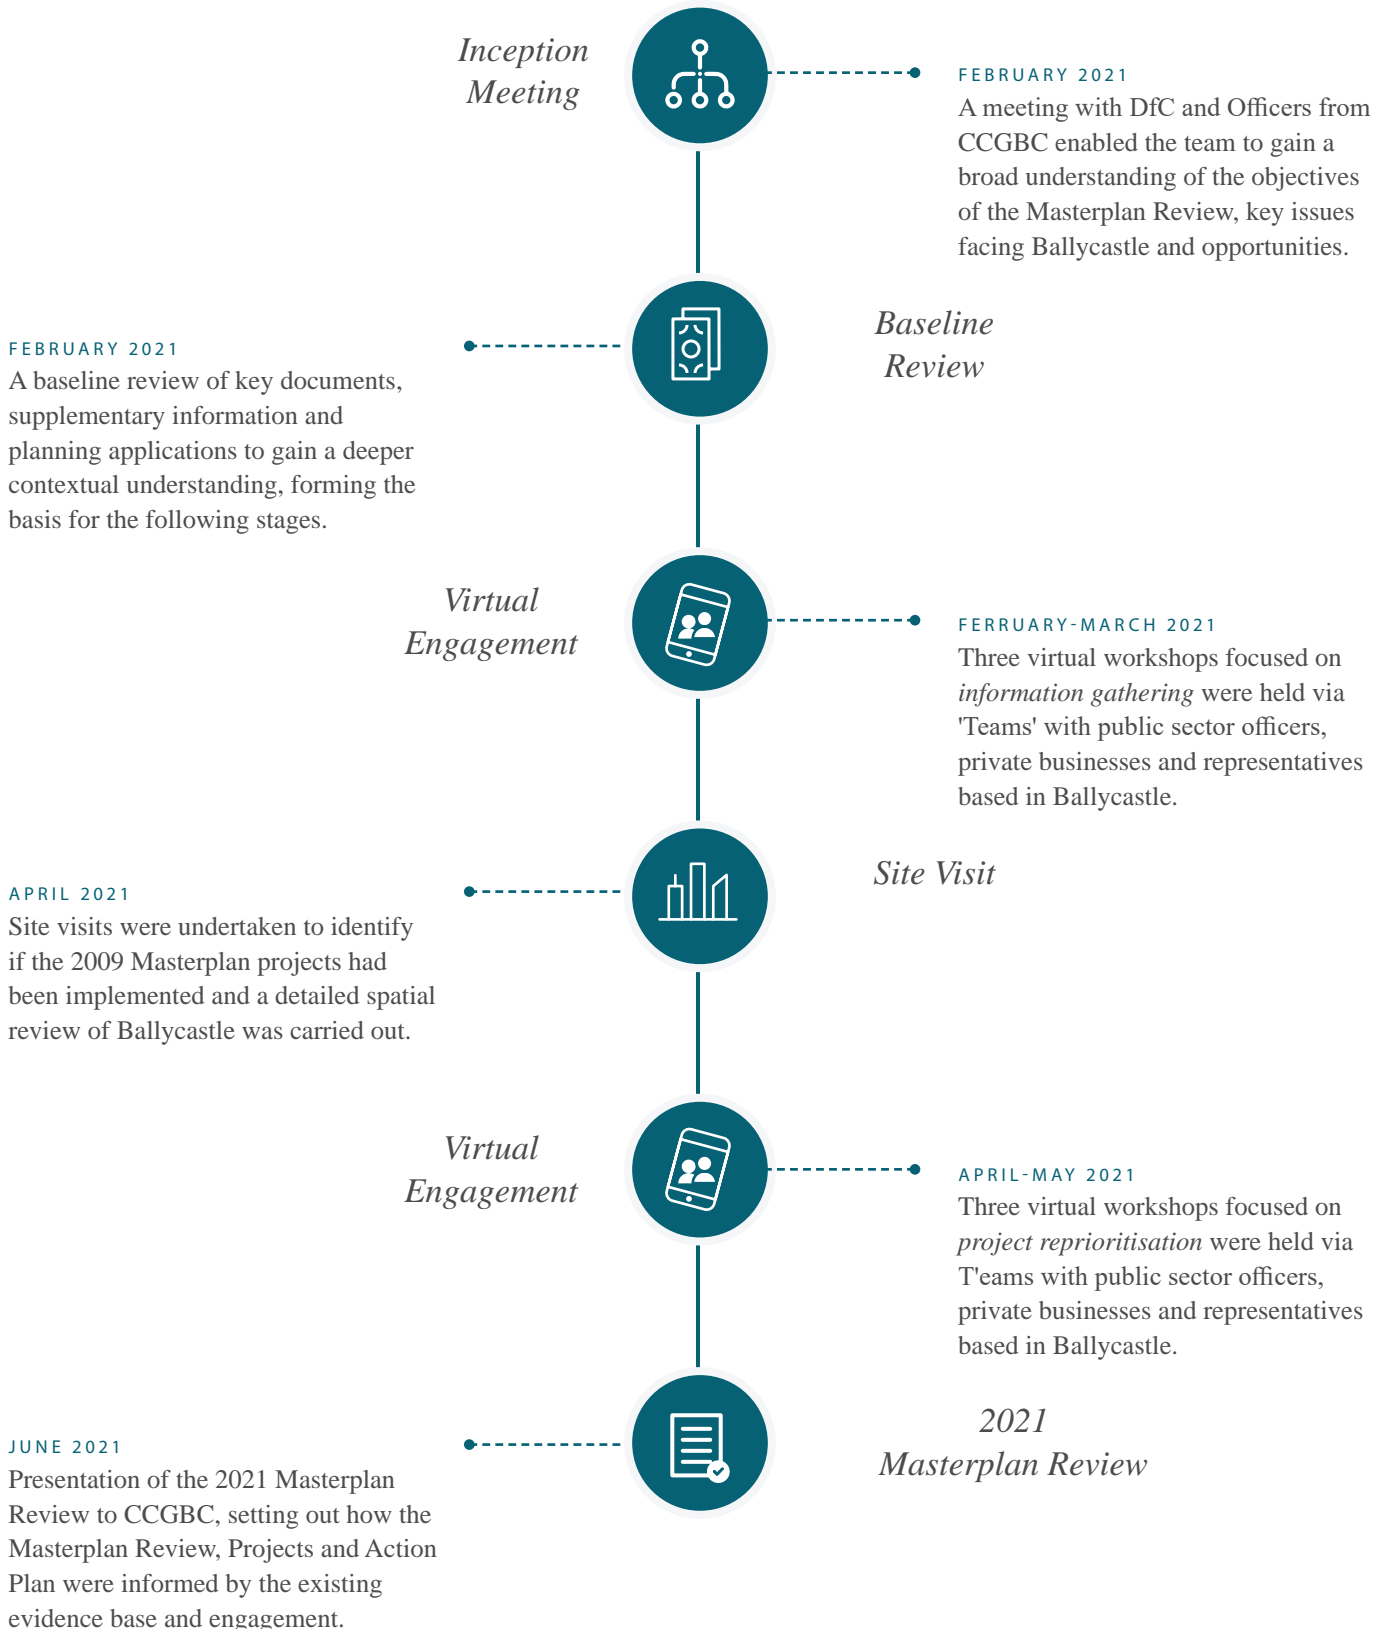 Inception
Meeting
FEBRUARY 2021
A meeting with DfC and Officers from
CCGBC enabled the team to gain a
broad understanding of the objectives
of the Masterplan Review, key issues
facing Ballycastle and opportunities.
Baseline
Review
FEBRUARY 2021
A baseline review of key documents,
supplementary information and
planning applications to gain a deeper
contextual understanding, forming the
basis for the following stages.
Virtual
Engagement
FERRUARY-MARCH 2021
Three virtual workshops focused on
information gathering were held via
'Teams' with public sector officers,
private businesses and representatives
based in Ballycastle.
Site Visit
APRIL 2021
Site visits were undertaken to identify
if the 2009 Masterplan projects had
been implemented and a detailed spatial
review of Ballycastle was carried out.
Virtual
Engagement
APRIL-MAY 2021
Three virtual workshops focused on
project reprioritisation were held via
T'eams with public sector officers,
private businesses and representatives
based in Ballycastle.
2021
Masterplan Review
JUNE 2021
Presentation of the 2021 Masterplan
Review to CCGBC, setting out how the
Masterplan Review, Projects and Action
Plan were informed by the existing
evidence base and engagement.